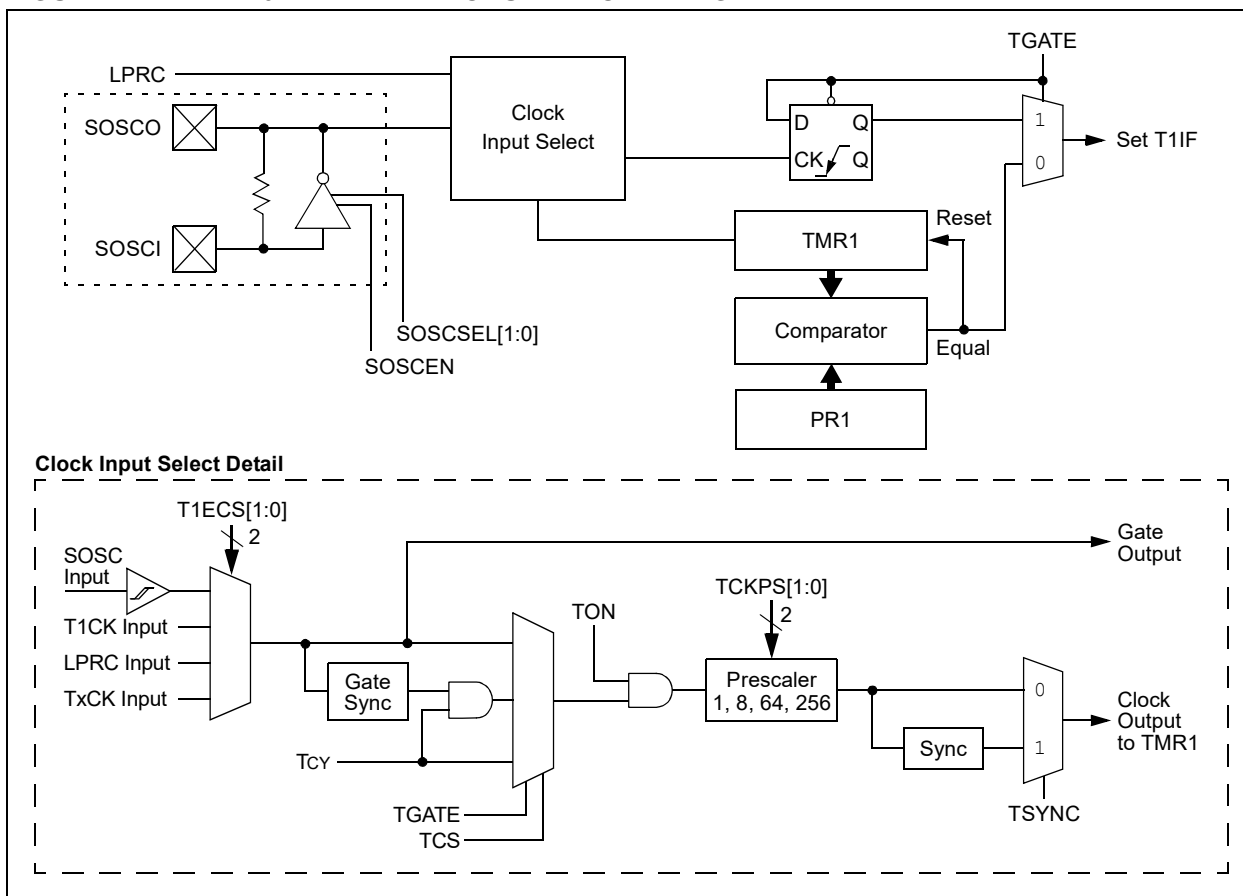 TGATE
LPRC
SOSCO
SOSCI
Clock
Input Select
D Q
CK Q
1
0
Set T1IF
Reset
TMR1
Comparator
Equal
PR1
SOSCSEL[1:0]
SOSCEN
Clock Input Select Detail
T1ECS[1:0]
2
SOSC
Input
T1CK Input
LPRC Input
TxCK Input
Gate
Sync
TCY
TGATE
TCS
TON
TCKPS[1:0]
2
Prescaler
1, 8, 64, 256
Sync
0
1
TSYNC
Gate
Output
Clock
Output
to TMR1